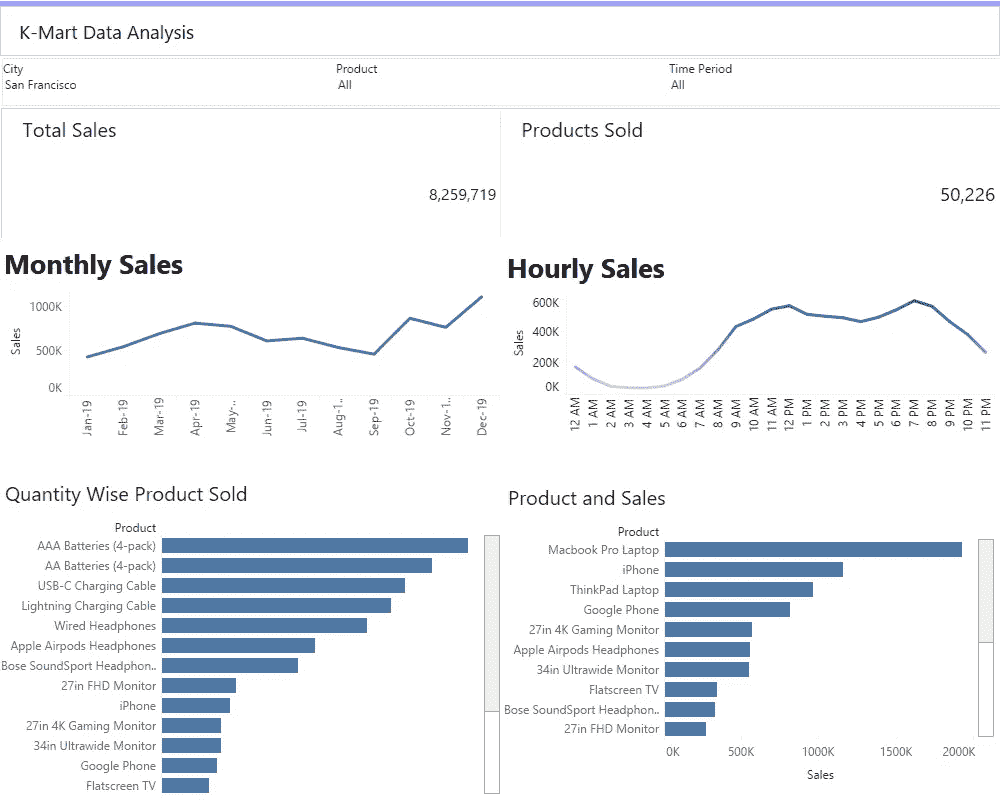 K-Mart Data Analysis
City
San Francisco
Product
All
Time Period
All
Total Sales
8,259,719
Products Sold
50,226
Monthly Sales
1000K
500K
0K
Sales
Jan-19
Feb-19
Mar-19
Apr-19
May-..
Jun-19
Jul-19
Aug-1..
Sep-19
Oct-19
Nov-1..
Dec-19
Hourly Sales
600K
400K
200K
0K
Sales
12 AM
1 AM
2 AM
3 AM
4 AM
5 AM
6 AM
7 AM
8 AM
9 AM
10 AM
11 AM
12 PM
1 PM
2 PM
3 PM
4 PM
5 PM
6 PM
7 PM
8 PM
9 PM
10 PM
11 PM
Quantity Wise Product Sold
Product
AAA Batteries (4-pack)
AA Batteries (4-pack)
USB-C Charging Cable
Lightning Charging Cable
Wired Headphones
Apple Airpods Headphones
Bose SoundSport Headphon..
27in FHD Monitor
iPhone
27in 4K Gaming Monitor
34in Ultrawide Monitor
Google Phone
Flatscreen TV
Product and Sales
Product
Macbook Pro Laptop
iPhone
ThinkPad Laptop
Google Phone
27in 4K Gaming Monitor
Apple Airpods Headphones
34in Ultrawide Monitor
Flatscreen TV
Bose SoundSport Headphon..
27in FHD Monitor
0K
500K
1000K
1500K
2000K
Sales